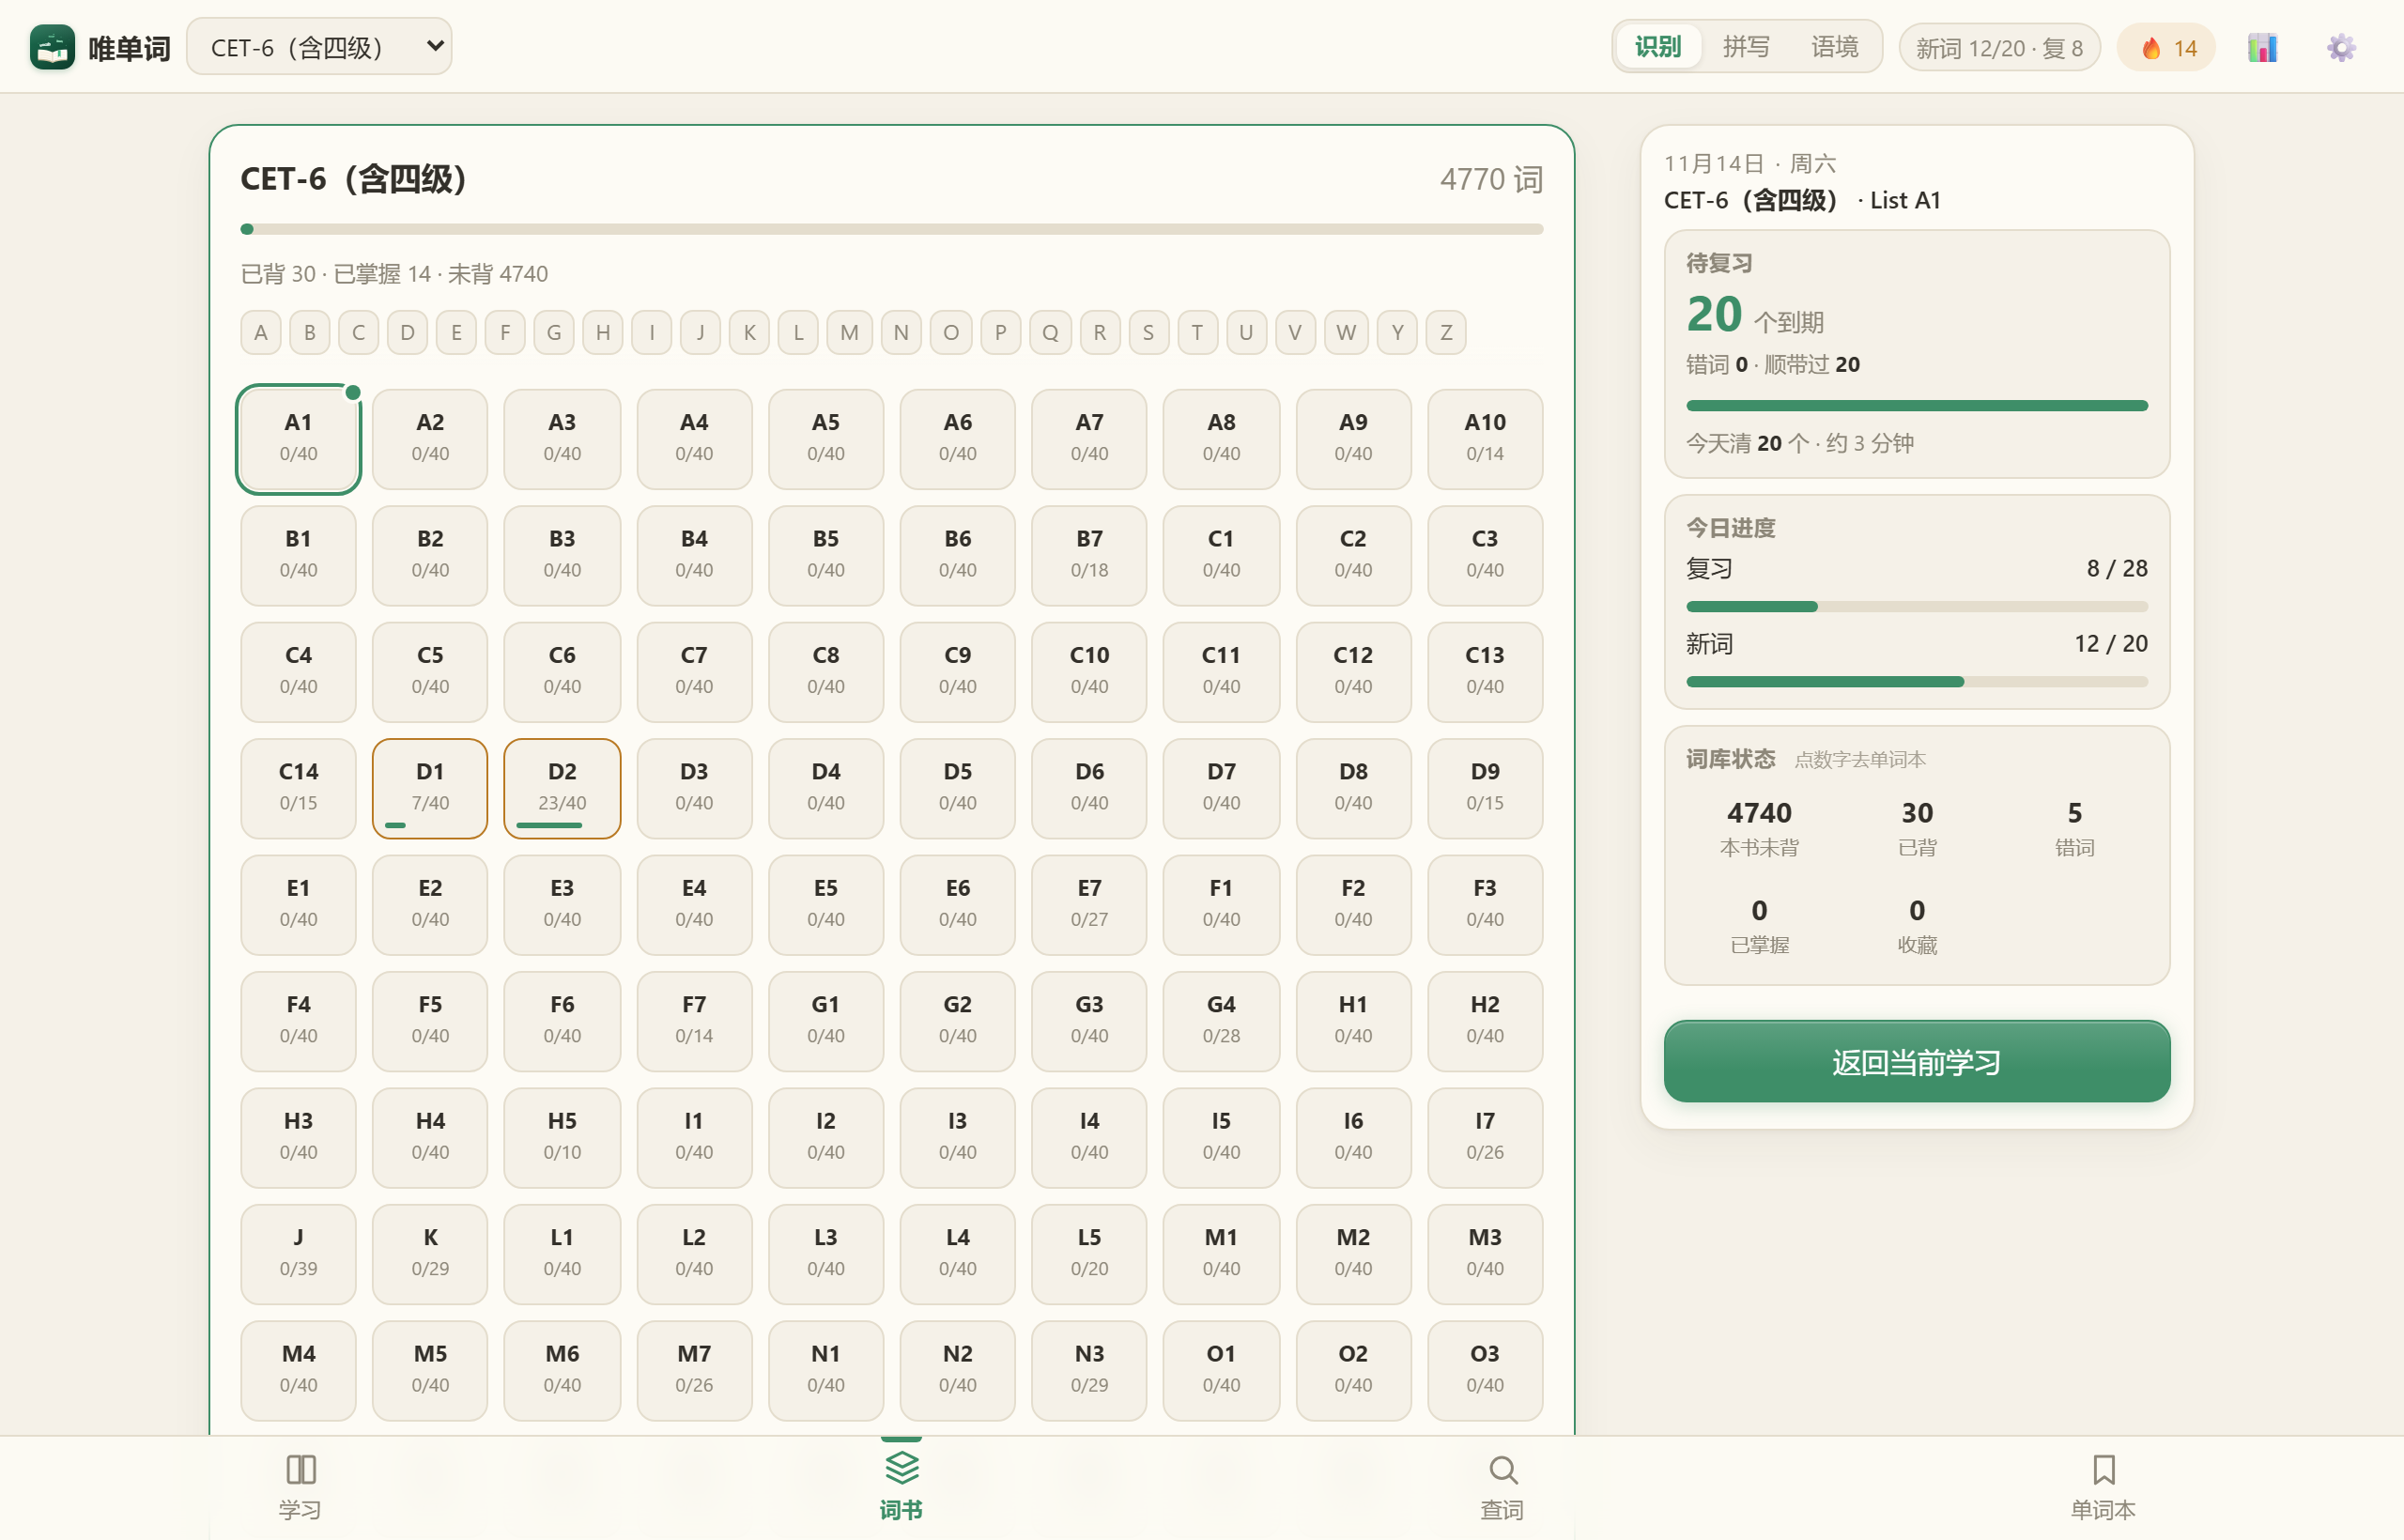 唯单词 CET-6（含四级） 识别 拼写 语境 新词 12/20 · 复 8 14
CET-6（含四级） 4770 词
已背 30 · 已掌握 14 · 未背 4740
A B C D E F G H I J K L M N O P Q R S T U V W Y Z
A1 A2 A3 A4 A5 A6 A7 A8 A9 A10
0/40 0/40 0/40 0/40 0/40 0/40 0/40 0/40 0/40 0/14
B1 B2 B3 B4 B5 B6 B7 C1 C2 C3
0/40 0/40 0/40 0/40 0/40 0/40 0/18 0/40 0/40 0/40
C4 C5 C6 C7 C8 C9 C10 C11 C12 C13
0/40 0/40 0/40 0/40 0/40 0/40 0/40 0/40 0/40 0/40
C14 D1 D2 D3 D4 D5 D6 D7 D8 D9
0/15 7/40 23/40 0/40 0/40 0/40 0/40 0/40 0/40 0/15
E1 E2 E3 E4 E5 E6 E7 F1 F2 F3
0/40 0/40 0/40 0/40 0/40 0/40 0/27 0/40 0/40 0/40
F4 F5 F6 F7 G1 G2 G3 G4 H1 H2
0/40 0/40 0/40 0/14 0/40 0/40 0/40 0/28 0/40 0/40
H3 H4 H5 I1 I2 I3 I4 I5 I6 I7
0/40 0/40 0/10 0/40 0/40 0/40 0/40 0/40 0/40 0/26
J K L1 L2 L3 L4 L5 M1 M2 M3
0/39 0/29 0/40 0/40 0/40 0/40 0/20 0/40 0/40 0/40
M4 M5 M6 M7 N1 N2 N3 O1 O2 O3
0/40 0/40 0/40 0/26 0/40 0/40 0/29 0/40 0/40 0/40
11月14日 · 周六
CET-6（含四级） · List A1
待复习
20 个到期
错词 0 · 顺带过 20
今天清 20 个 · 约 3 分钟
今日进度
复习 8 / 28
新词 12 / 20
词库状态 点数字去单词本
4740 30 5
本书未背 已背 错词
0 0
已掌握 收藏
返回当前学习
学习 词书 查词 单词本